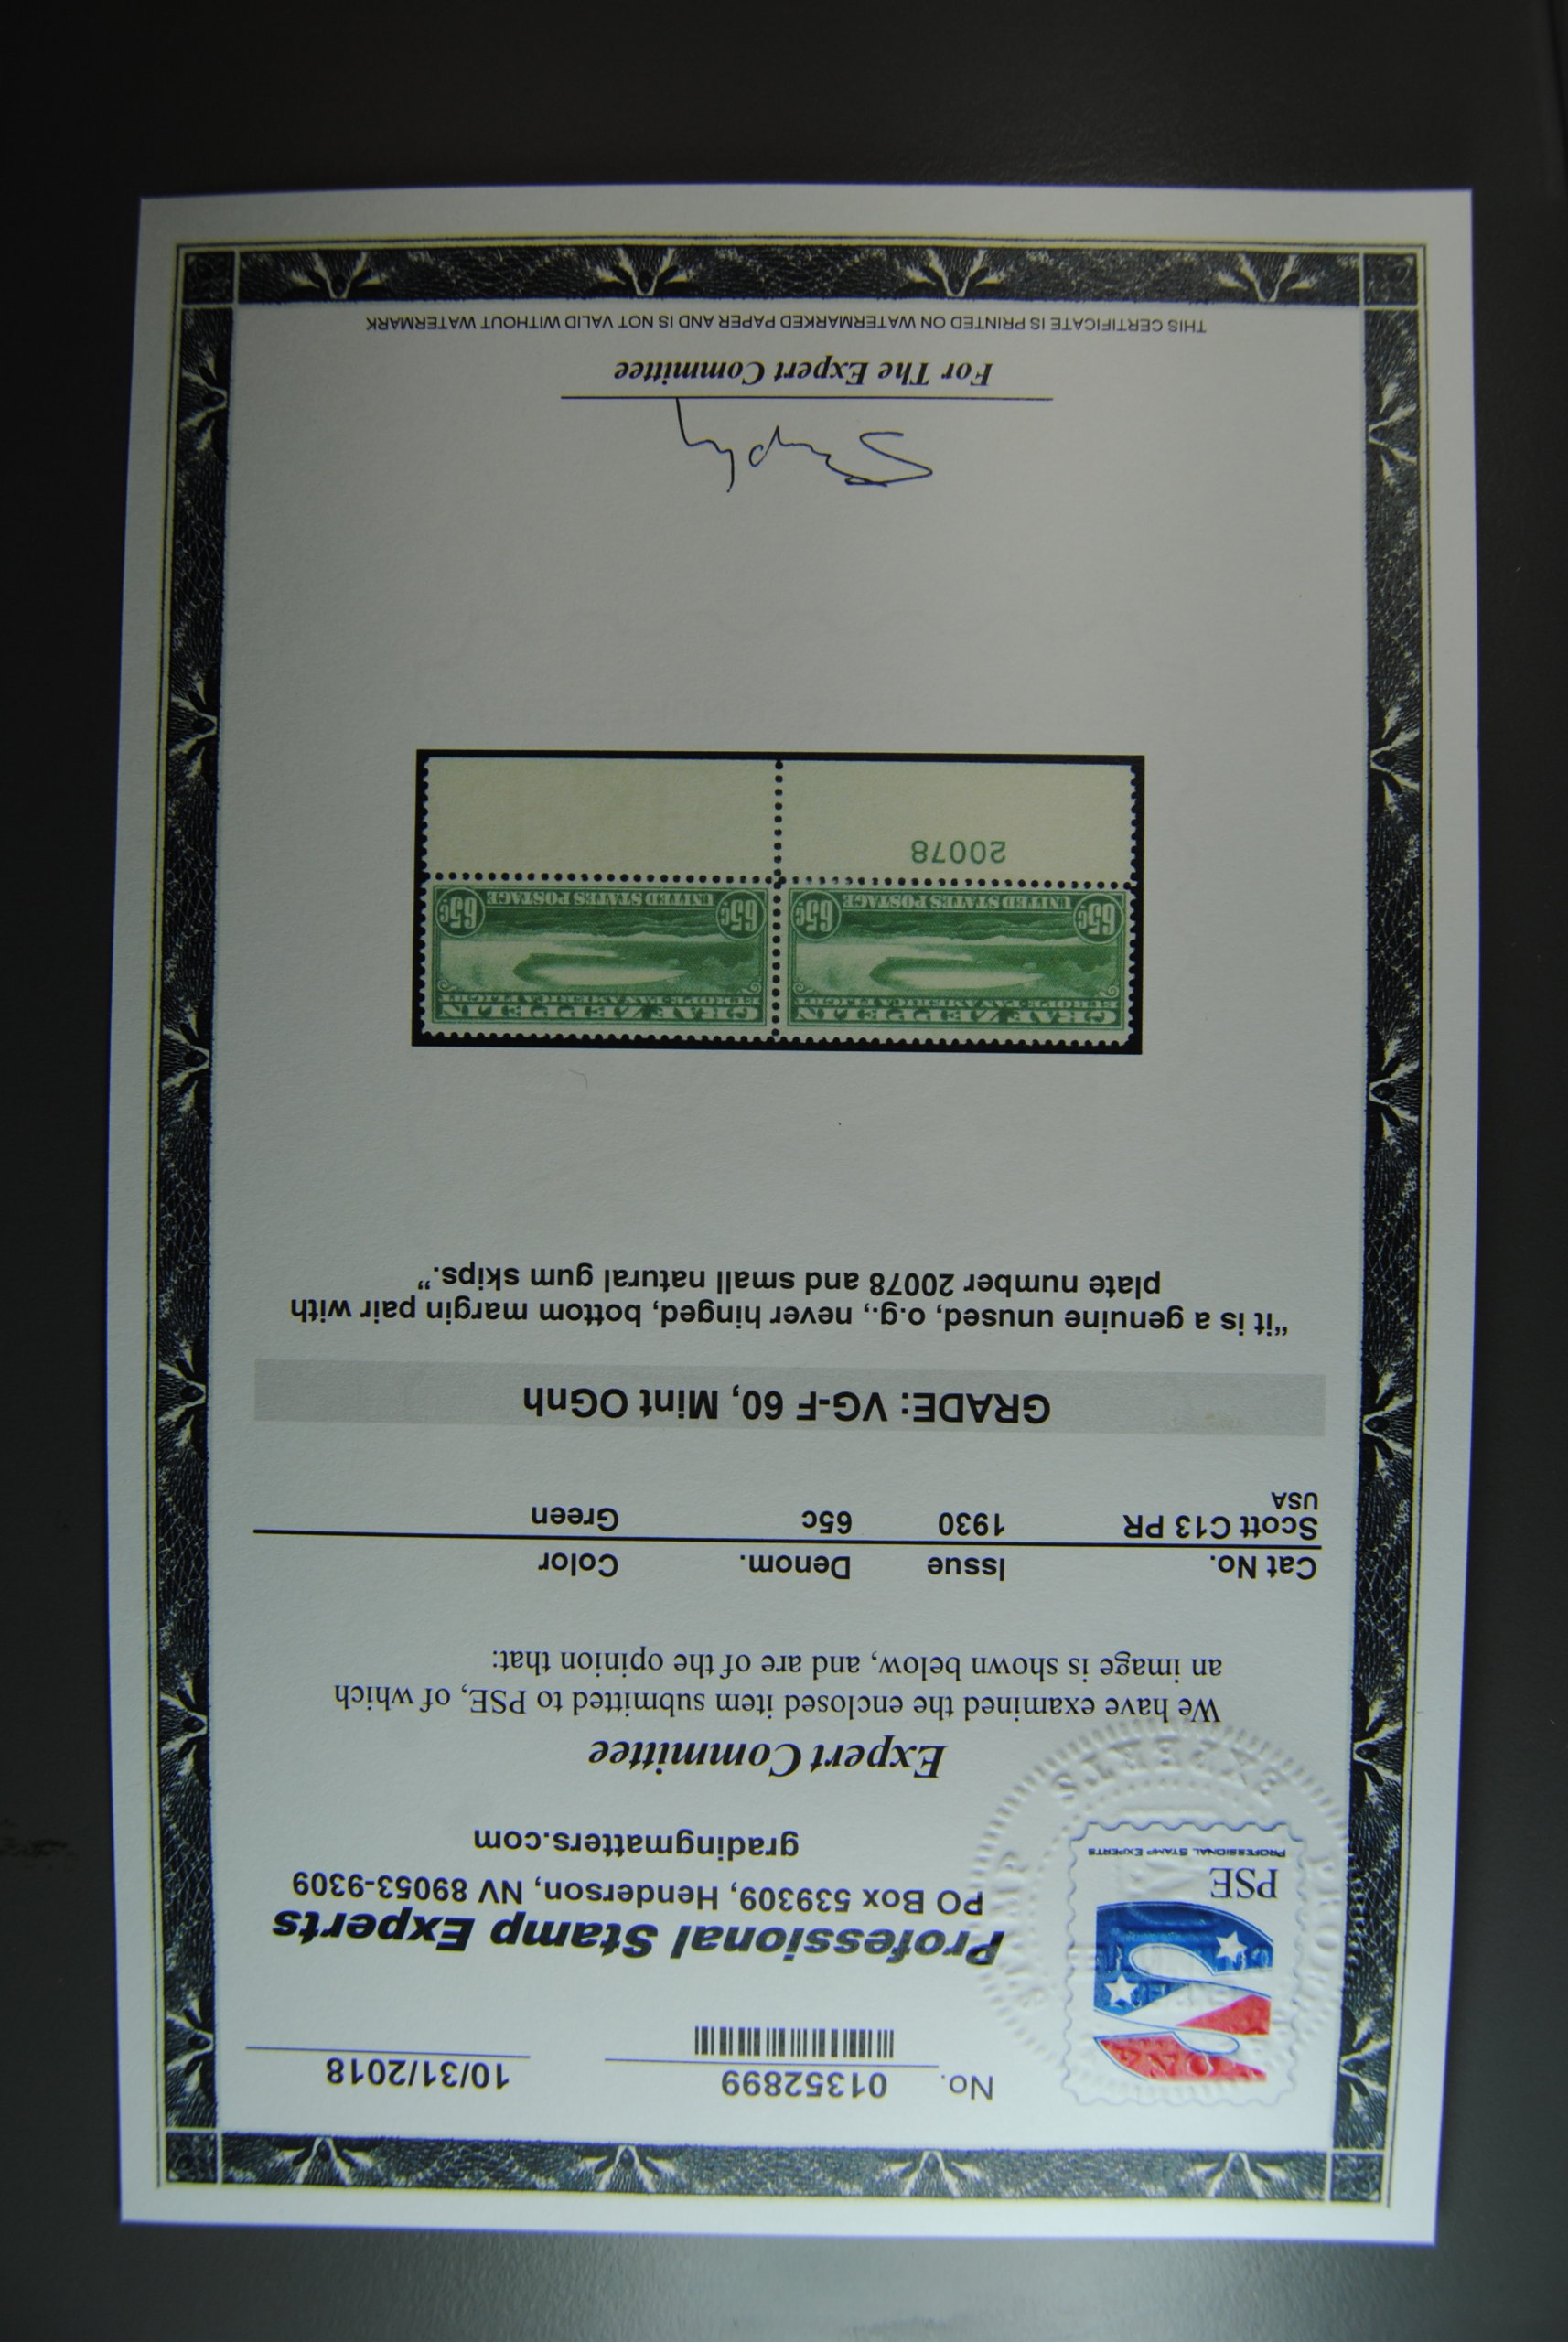 No. 01352899
10/31/2018
PSE
PROFESSIONAL STAMP EXPERTS
Professional Stamp Experts
PO Box 539309, Henderson, NV 89053-9309
gradingmatters.com
Expert Committee
We have examined the enclosed item submitted to PSE, of which
an image is shown below, and are of the opinion that:
Cat No. Issue Denom. Color
Scott C13 PR 1930 65c Green
USA
GRADE: VG-F 60, Mint OGnh
“it is a genuine unused, o.g., never hinged, bottom margin pair with
plate number 20078 and small natural gum skips.”
GRAF ZEPPELIN
EUROPE-PAN AMERICA FLIGHT
65c UNITED STATES POSTAGE 65c
GRAF ZEPPELIN
EUROPE-PAN AMERICA FLIGHT
65c UNITED STATES POSTAGE 65c
20078
For The Expert Committee
THIS CERTIFICATE IS PRINTED ON WATERMARKED PAPER AND IS NOT VALID WITHOUT WATERMARK